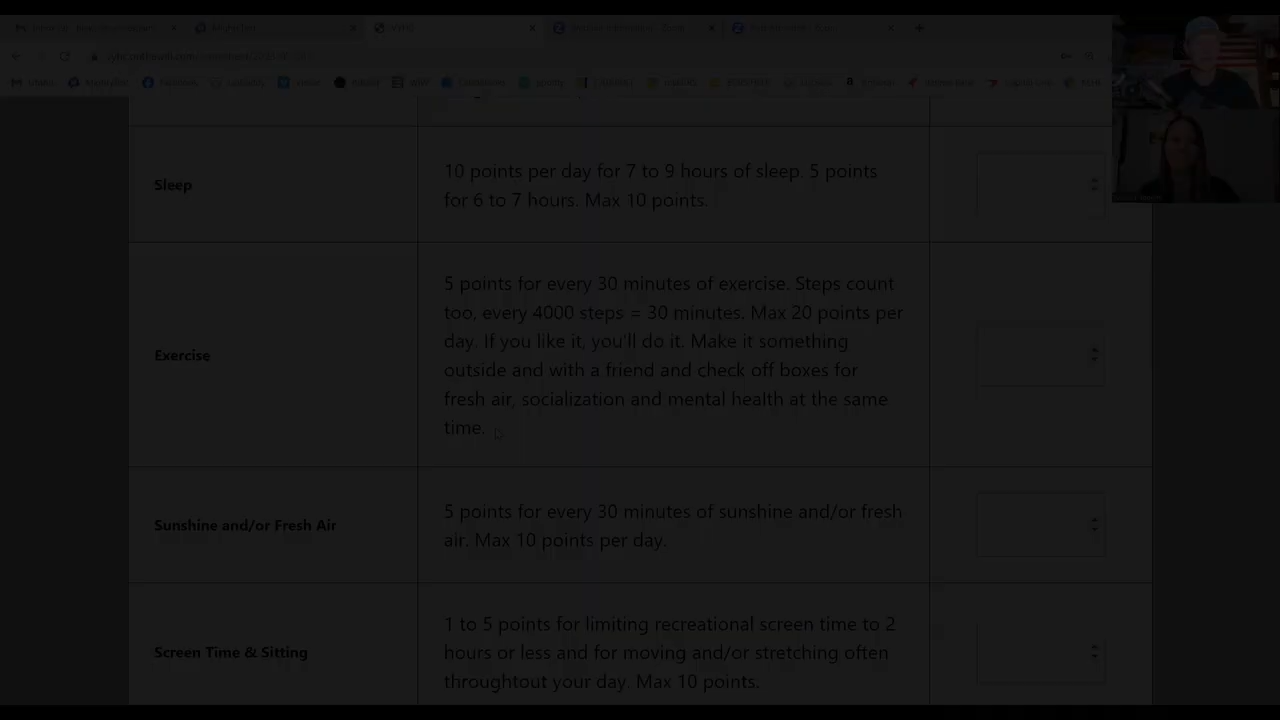 Sleep
10 points per day for 7 to 9 hours of sleep. 5 points
for 6 to 7 hours. Max 10 points.
Exercise
5 points for every 30 minutes of exercise. Steps count
too, every 4000 steps = 30 minutes. Max 20 points per
day. If you like it, you'll do it. Make it something
outside and with a friend and check off boxes for
fresh air, socialization and mental health at the same
time.
Sunshine and/or Fresh Air
5 points for every 30 minutes of sunshine and/or fresh
air. Max 10 points per day.
Screen Time & Sitting
1 to 5 points for limiting recreational screen time to 2
hours or less and for moving and/or stretching often
throughtout your day. Max 10 points.